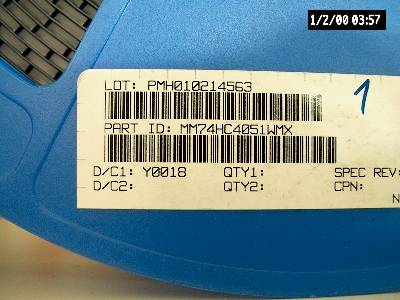 1/2/00 03:57
LOT: PMH010214563
1
PART ID: MM74HC4051WMX
D/C1: Y0018 QTY1: SPEC REV:
D/C2: QTY2: CPN:
N